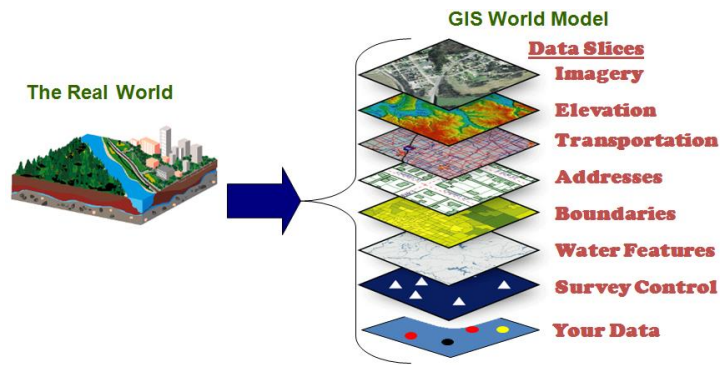 GIS World Model
The Real World
Data Slices
Imagery
Elevation
Transportation
Addresses
Boundaries
Water Features
Survey Control
Your Data